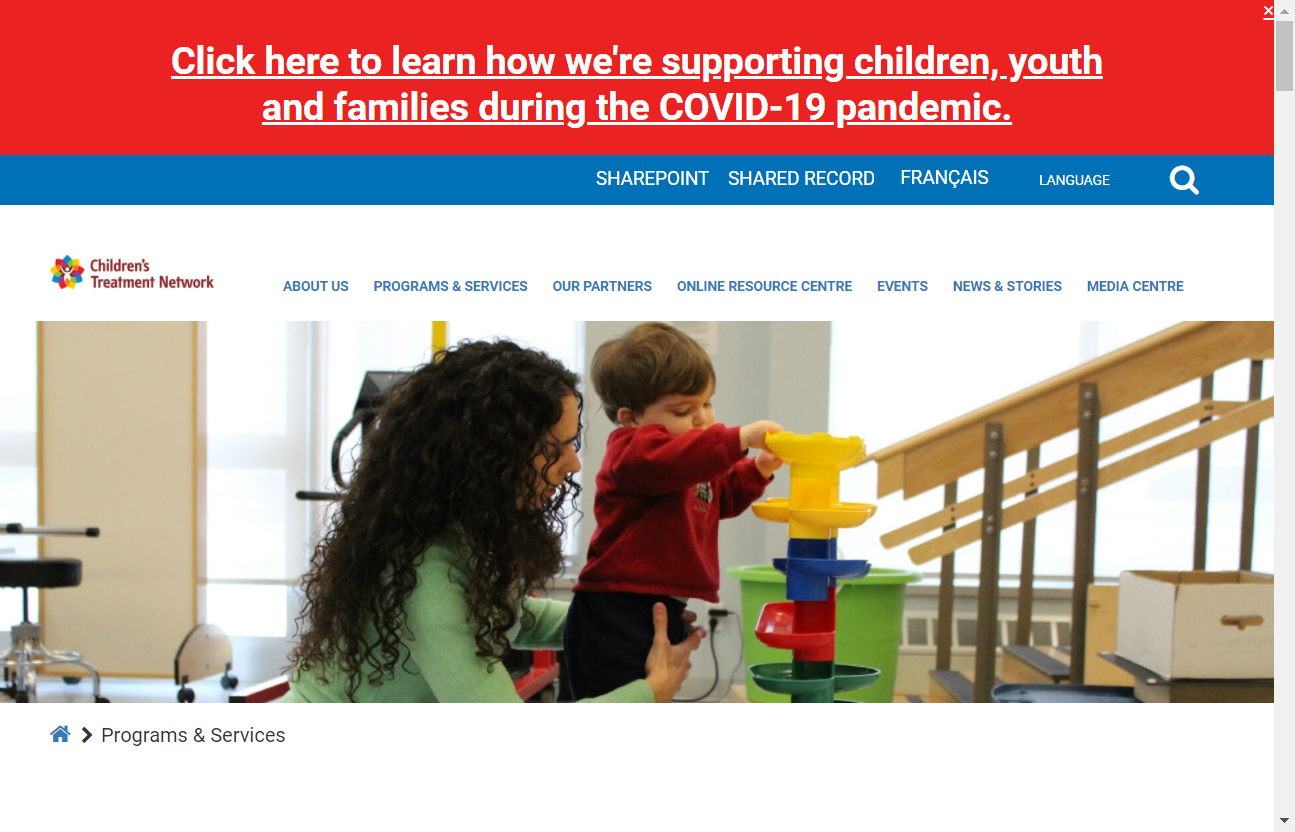 ×
Click here to learn how we're supporting children, youth
and families during the COVID-19 pandemic.
SHAREPOINT SHARED RECORD FRANÇAIS LANGUAGE
Children's
Treatment Network
ABOUT US PROGRAMS & SERVICES OUR PARTNERS ONLINE RESOURCE CENTRE EVENTS NEWS & STORIES MEDIA CENTRE
Programs & Services